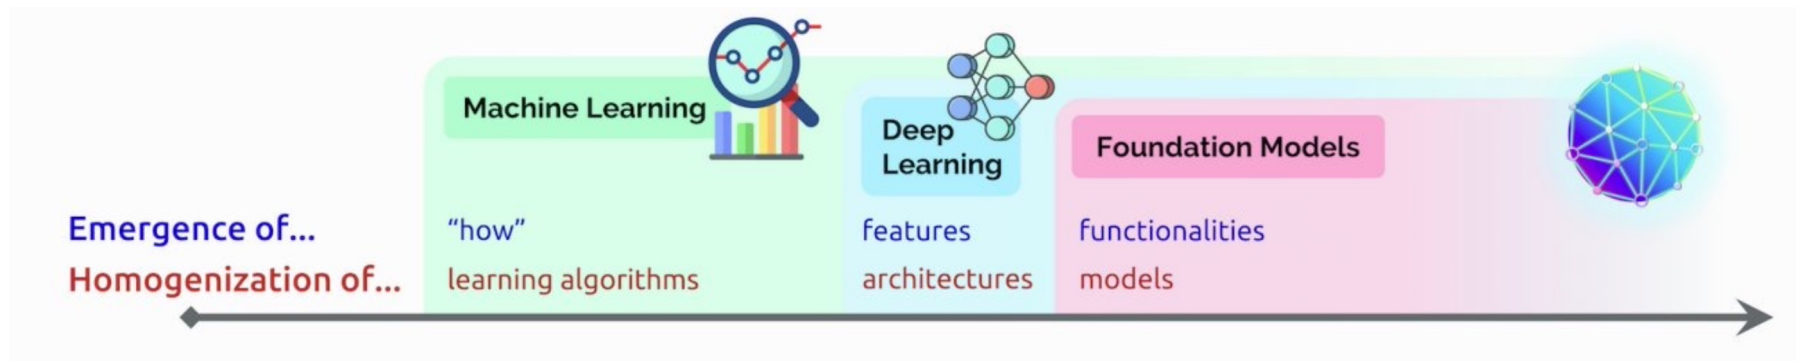 Machine Learning
Deep
Learning
Foundation Models
Emergence of...
“how”
features
functionalities
Homogenization of...
learning algorithms
architectures
models